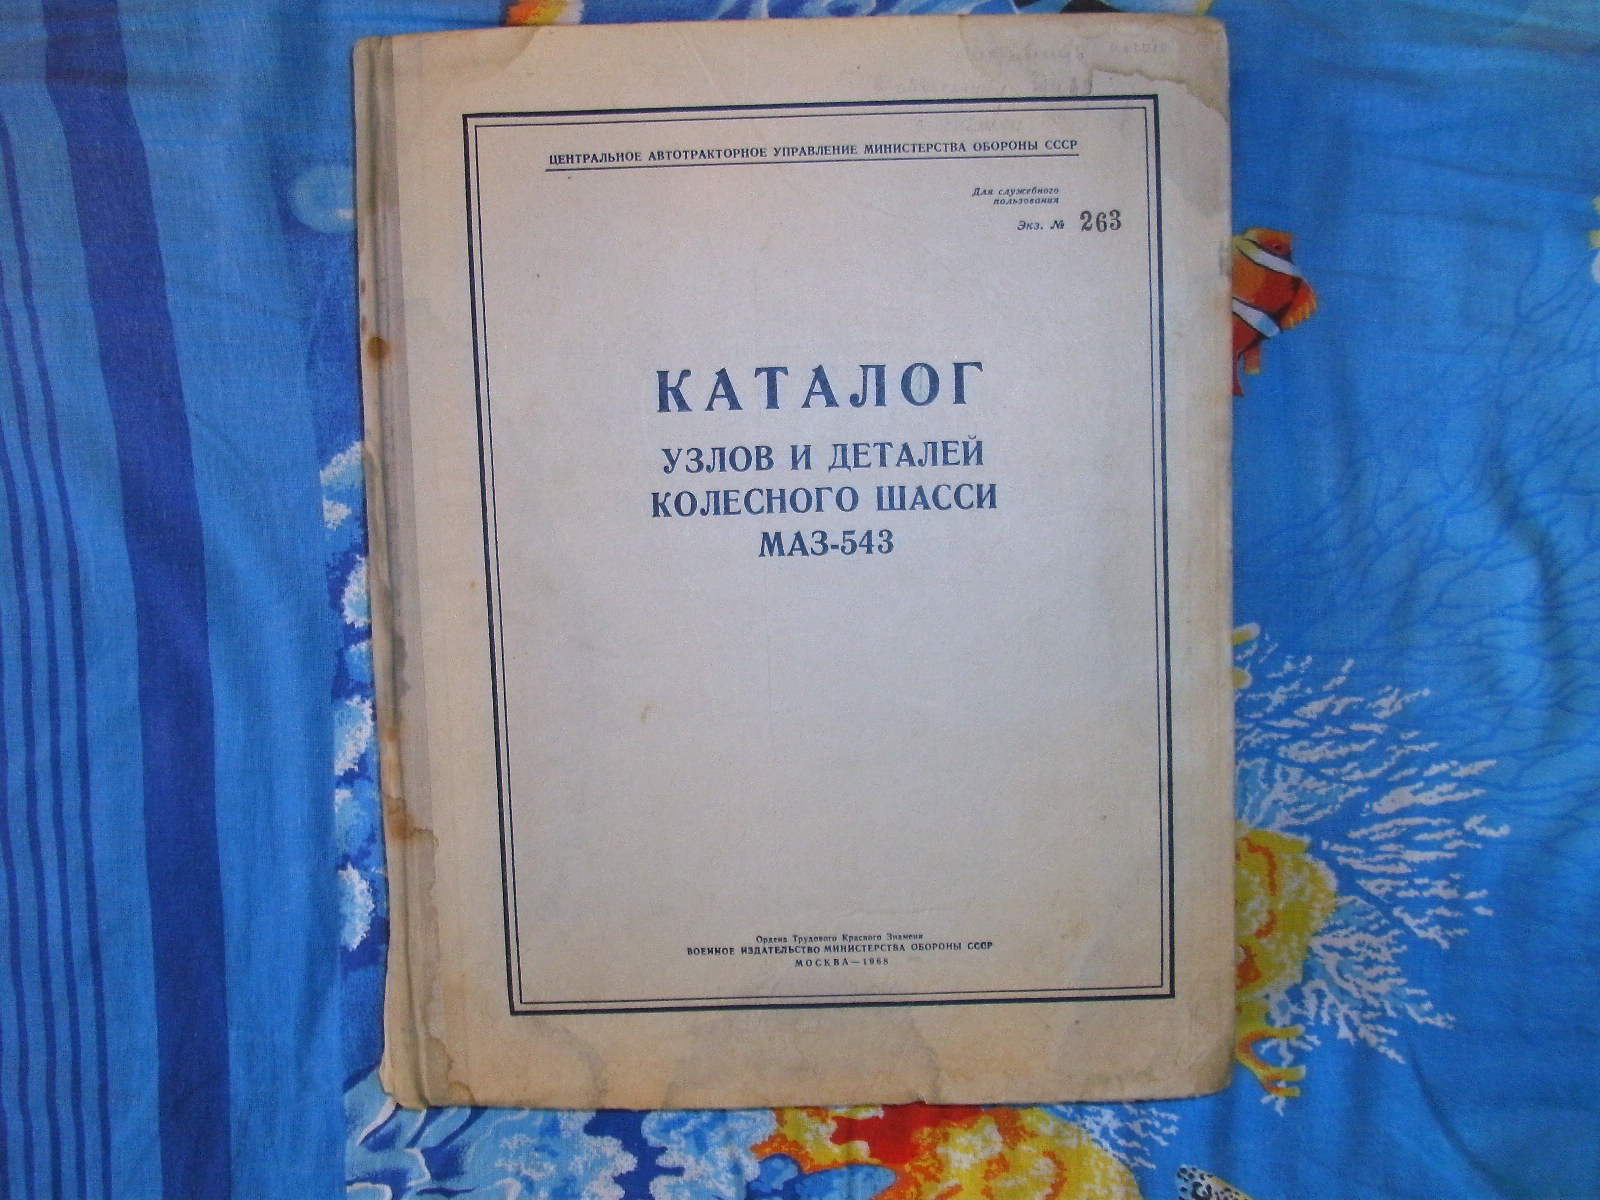 ЦЕНТРАЛЬНОЕ АВТОТРАКТОРНОЕ УПРАВЛЕНИЕ МИНИСТЕРСТВА ОБОРОНЫ СССР
Для служебного
пользования
Экз. № 263
КАТАЛОГ
УЗЛОВ И ДЕТАЛЕЙ
КОЛЕСНОГО ШАССИ
МАЗ-543
Ордена Трудового Красного Знамени
ВОЕННОЕ ИЗДАТЕЛЬСТВО МИНИСТЕРСТВА ОБОРОНЫ СССР
МОСКВА—1968